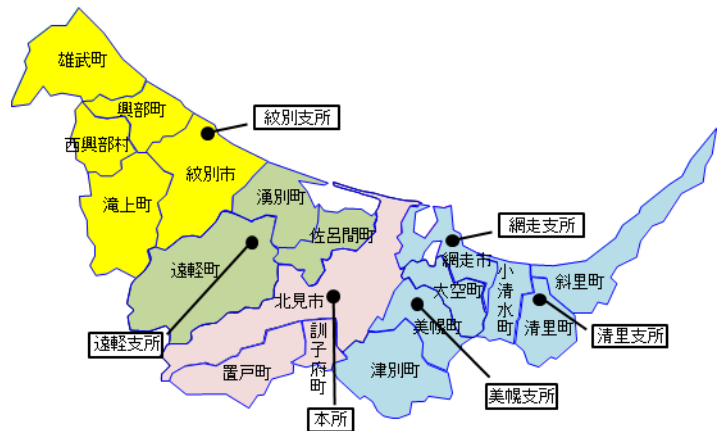 雄武町
興部町
紋別支所
西興部村
紋別市
滝上町
湧別町
佐呂間町
網走支所
網走市
遠軽町
大空町
小清水町
斜里町
北見市
清里町
美幌町
清里支所
遠軽支所
訓子府町
置戸町
津別町
美幌支所
本所